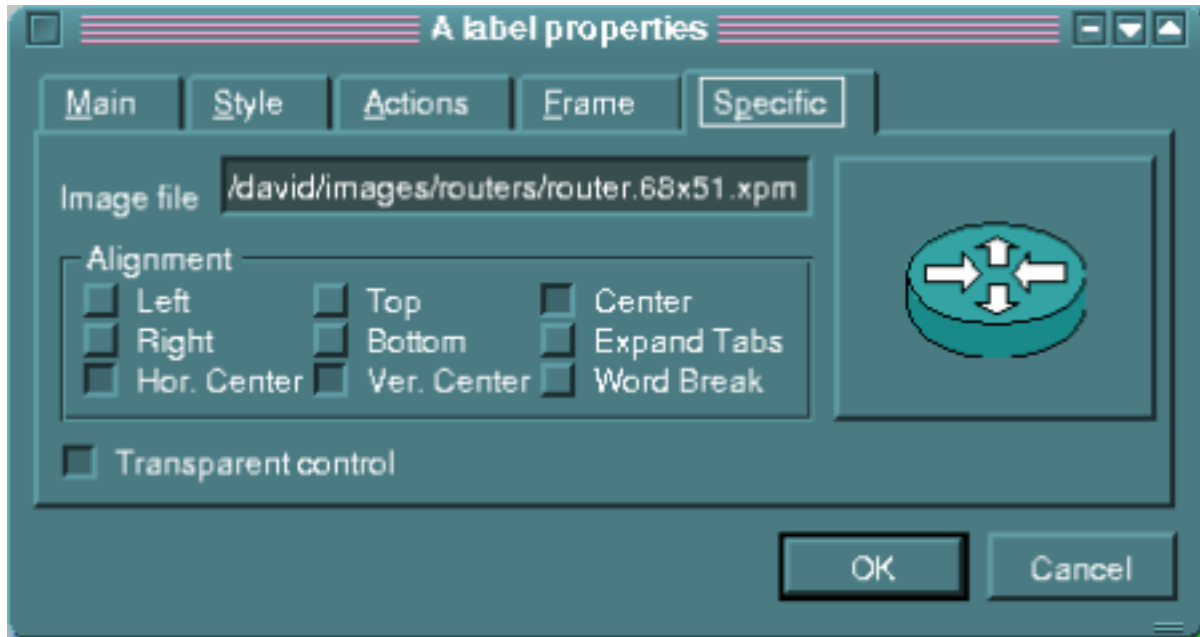 A label properties
Main Style Actions Frame Specific
Image file /david/images/routers/router.68x51.xpm
Alignment
Left Top Center
Right Bottom Expand Tabs
Hor. Center Ver. Center Word Break
Transparent control
OK Cancel